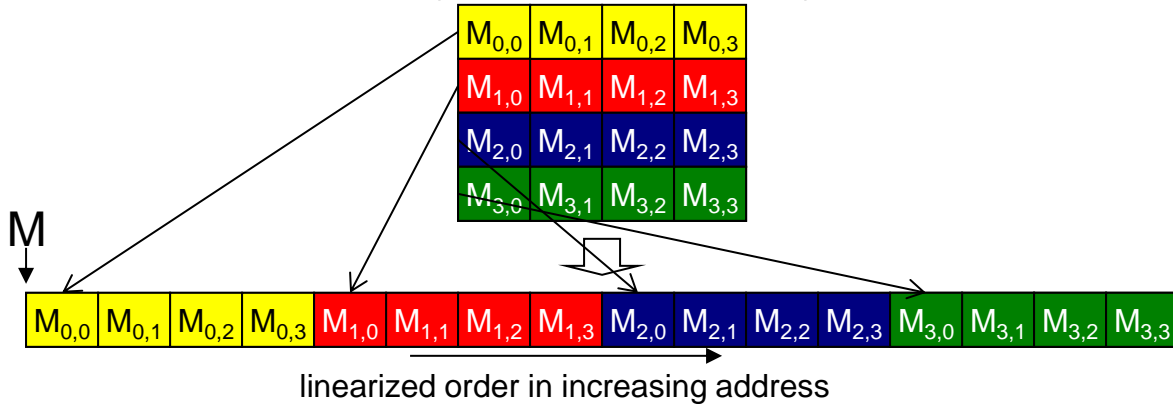 M0,0 M0,1 M0,2 M0,3
M1,0 M1,1 M1,2 M1,3
M2,0 M2,1 M2,2 M2,3
M3,0 M3,1 M3,2 M3,3
M
M0,0 M0,1 M0,2 M0,3 M1,0 M1,1 M1,2 M1,3 M2,0 M2,1 M2,2 M2,3 M3,0 M3,1 M3,2 M3,3
linearized order in increasing address